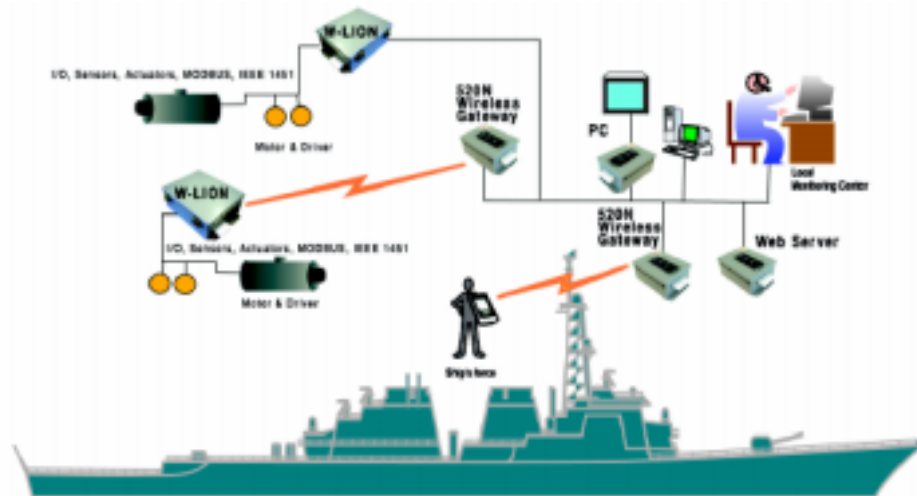 W-LION
I/O, Sensors, Actuators, MODBUS, IEEE 1451
Motor & Driver
520N
Wireless
Gateway
PC
Local
Monitoring Center
W-LION
I/O, Sensors, Actuators, MODBUS, IEEE 1451
Motor & Driver
520N
Wireless
Gateway
Web Server
Ship's force